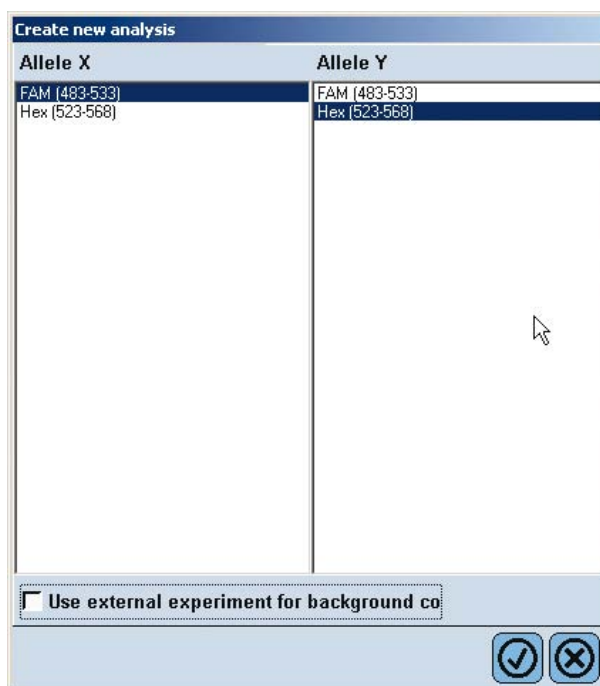 Create new analysis
Allele X
Allele Y
FAM (483-533)
Hex (523-568)
FAM (483-533)
Hex (523-568)
Use external experiment for background co